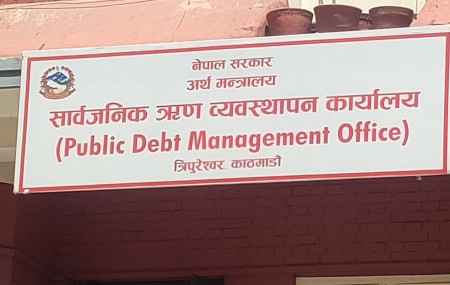 नेपाल सरकार
अर्थ मन्त्रालय
सार्वजनिक ऋण व्यवस्थापन कार्यालय
(Public Debt Management Office)
त्रिपुरेश्वर काठमाडौ